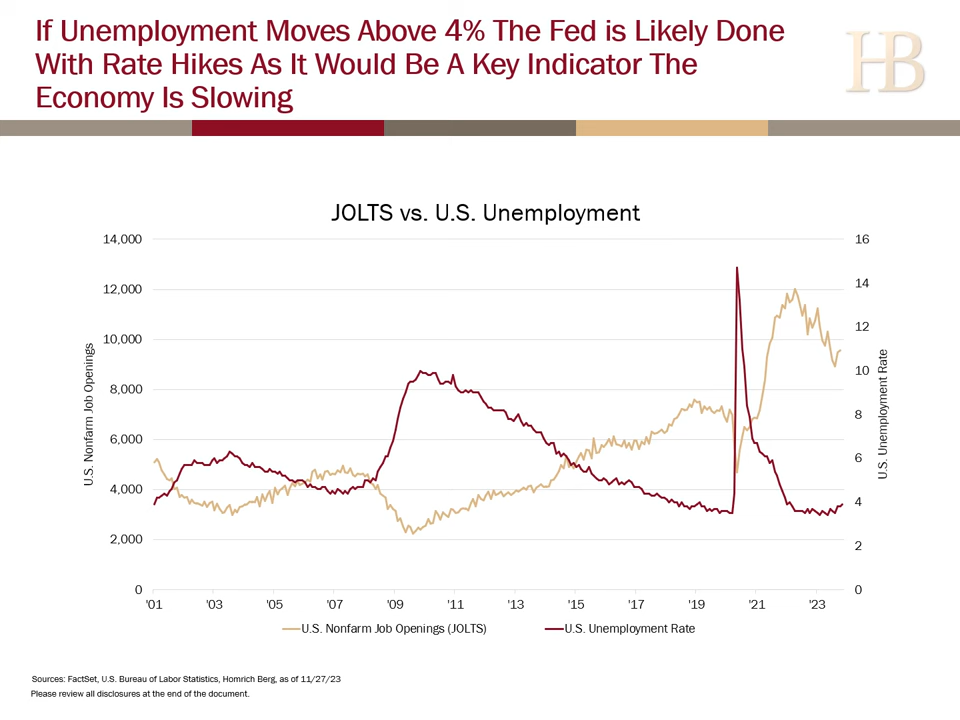 If Unemployment Moves Above 4% The Fed is Likely Done
With Rate Hikes As It Would Be A Key Indicator The
Economy Is Slowing
HB
JOLTS vs. U.S. Unemployment
14,000
12,000
10,000
8,000
6,000
4,000
2,000
0
U.S. Nonfarm Job Openings
16
14
12
10
8
6
4
2
0
U.S. Unemployment Rate
'01 '03 '05 '07 '09 '11 '13 '15 '17 '19 '21 '23
U.S. Nonfarm Job Openings (JOLTS) U.S. Unemployment Rate
Sources: FactSet, U.S. Bureau of Labor Statistics, Homrich Berg, as of 11/27/23
Please review all disclosures at the end of the document.